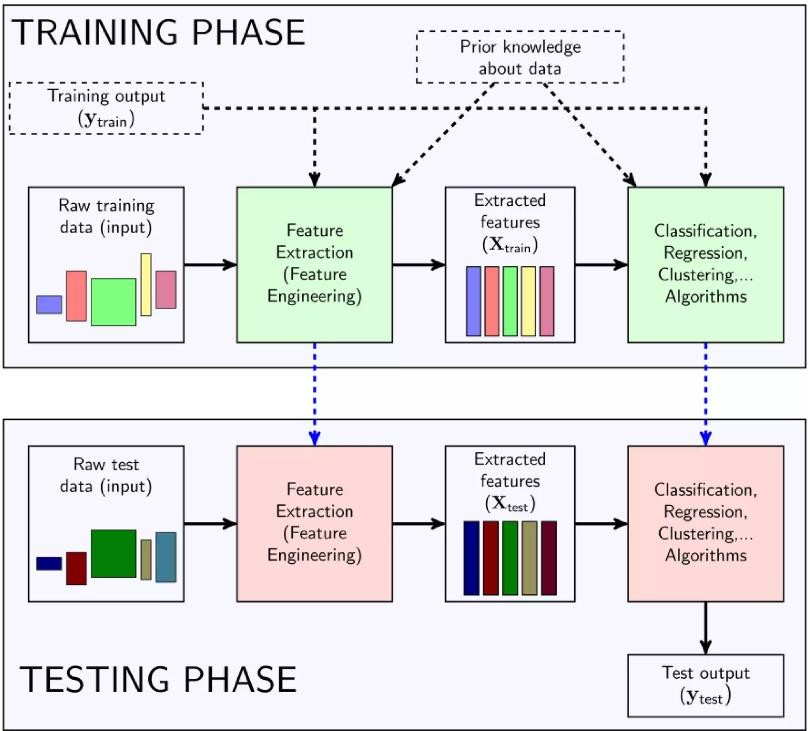 TRAINING PHASE
Prior knowledge
about data
Training output
(y_train)
Raw training
data (input)
Feature
Extraction
(Feature
Engineering)
Extracted
features
(X_train)
Classification,
Regression,
Clustering,...
Algorithms
Raw test
data (input)
Feature
Extraction
(Feature
Engineering)
Extracted
features
(X_test)
Classification,
Regression,
Clustering,...
Algorithms
TESTING PHASE
Test output
(y_test)